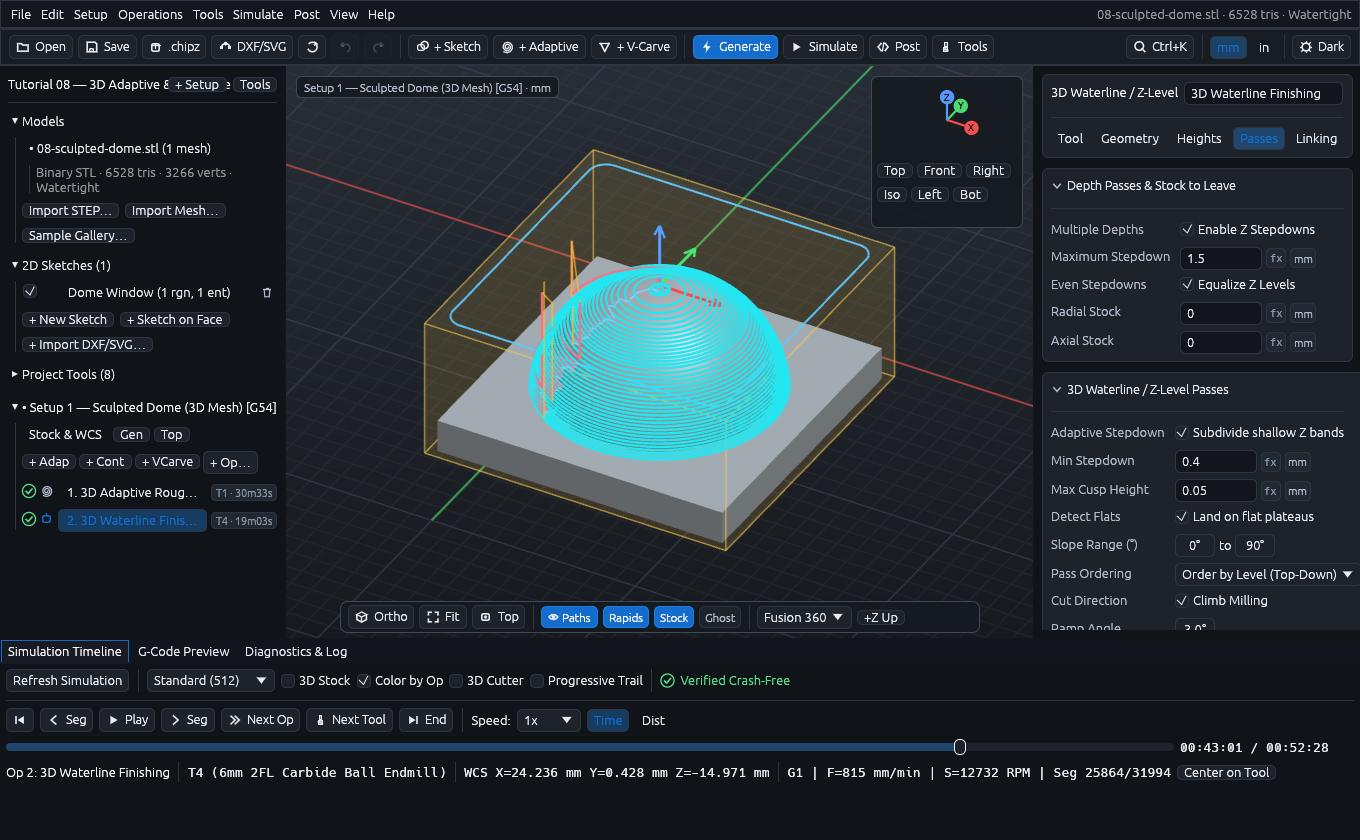 File Edit Setup Operations Tools Simulate Post View Help
08-sculpted-dome.stl · 6528 tris · Watertight
Open Save .chipz DXF/SVG + Sketch + Adaptive + V-Carve Generate Simulate Post Tools Ctrl+K mm in Dark
Tutorial 08 — 3D Adaptive & + Setup Tools
Models
• 08-sculpted-dome.stl (1 mesh)
Binary STL · 6528 tris · 3266 verts ·
Watertight
Import STEP… Import Mesh…
Sample Gallery…
2D Sketches (1)
Dome Window (1 rgn, 1 ent)
+ New Sketch + Sketch on Face
+ Import DXF/SVG…
Project Tools (8)
• Setup 1 — Sculpted Dome (3D Mesh) [G54]
Stock & WCS Gen Top
+ Adap + Cont + VCarve + Op…
1. 3D Adaptive Roug… T1 · 30m33s
2. 3D Waterline Finis… T4 · 19m03s
Setup 1 — Sculpted Dome (3D Mesh) [G54] · mm
Z
Y
X
Top Front Right
Iso Left Bot
Ortho Fit Top Paths Rapids Stock Ghost Fusion 360 +Z Up
3D Waterline / Z-Level 3D Waterline Finishing
Tool Geometry Heights Passes Linking
Depth Passes & Stock to Leave
Multiple Depths Enable Z Stepdowns
Maximum Stepdown 1.5 fx mm
Even Stepdowns Equalize Z Levels
Radial Stock 0 fx mm
Axial Stock 0 fx mm
3D Waterline / Z-Level Passes
Adaptive Stepdown Subdivide shallow Z bands
Min Stepdown 0.4 fx mm
Max Cusp Height 0.05 fx mm
Detect Flats Land on flat plateaus
Slope Range (°) 0° to 90°
Pass Ordering Order by Level (Top-Down)
Cut Direction Climb Milling
Ramp Angle 3.0°
Simulation Timeline G-Code Preview Diagnostics & Log
Refresh Simulation Standard (512) 3D Stock Color by Op 3D Cutter Progressive Trail Verified Crash-Free
Seg Play Seg Next Op Next Tool End Speed: 1x Time Dist
00:43:01 / 00:52:28
Op 2: 3D Waterline Finishing T4 (6mm 2FL Carbide Ball Endmill) WCS X=24.236 mm Y=0.428 mm Z=-14.971 mm G1 | F=815 mm/min | S=12732 RPM | Seg 25864/31994 Center on Tool